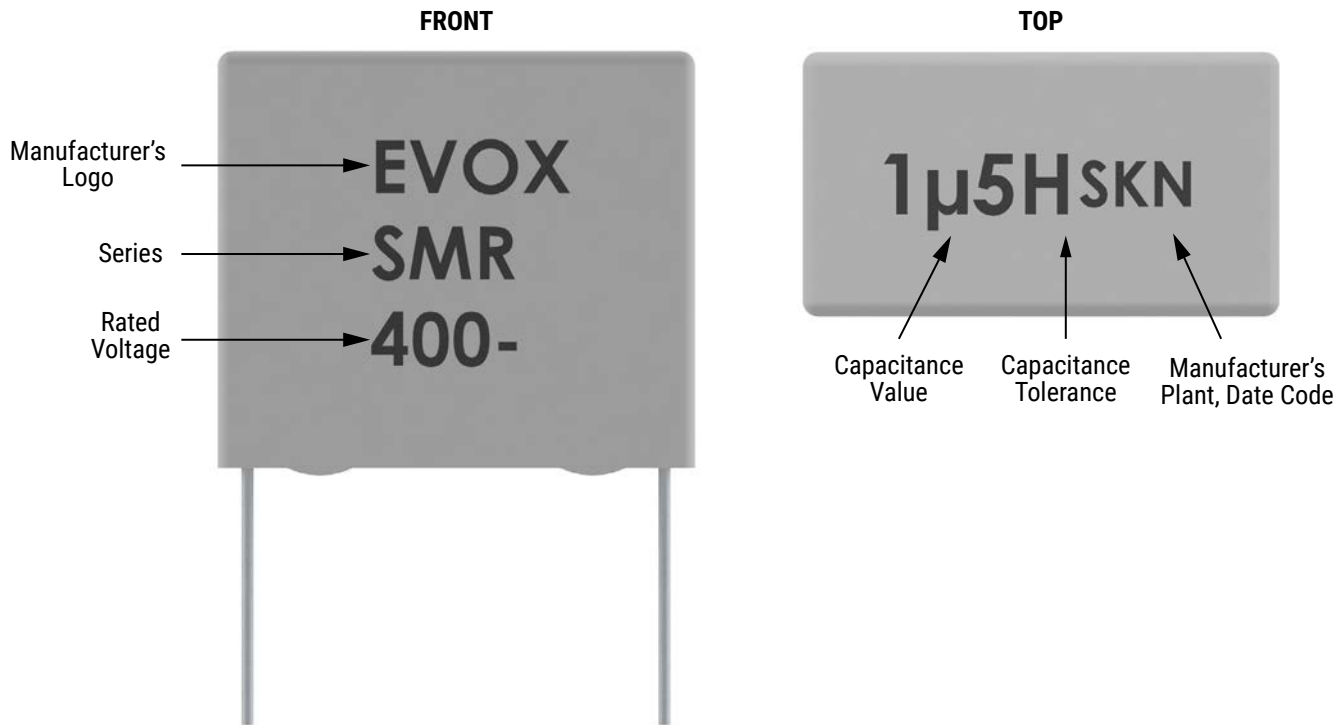 FRONT
EVOX
SMR
400-
Manufacturer's
Logo
Series
Rated
Voltage
TOP
1µ5H SKN
Capacitance
Value
Capacitance
Tolerance
Manufacturer's
Plant, Date Code